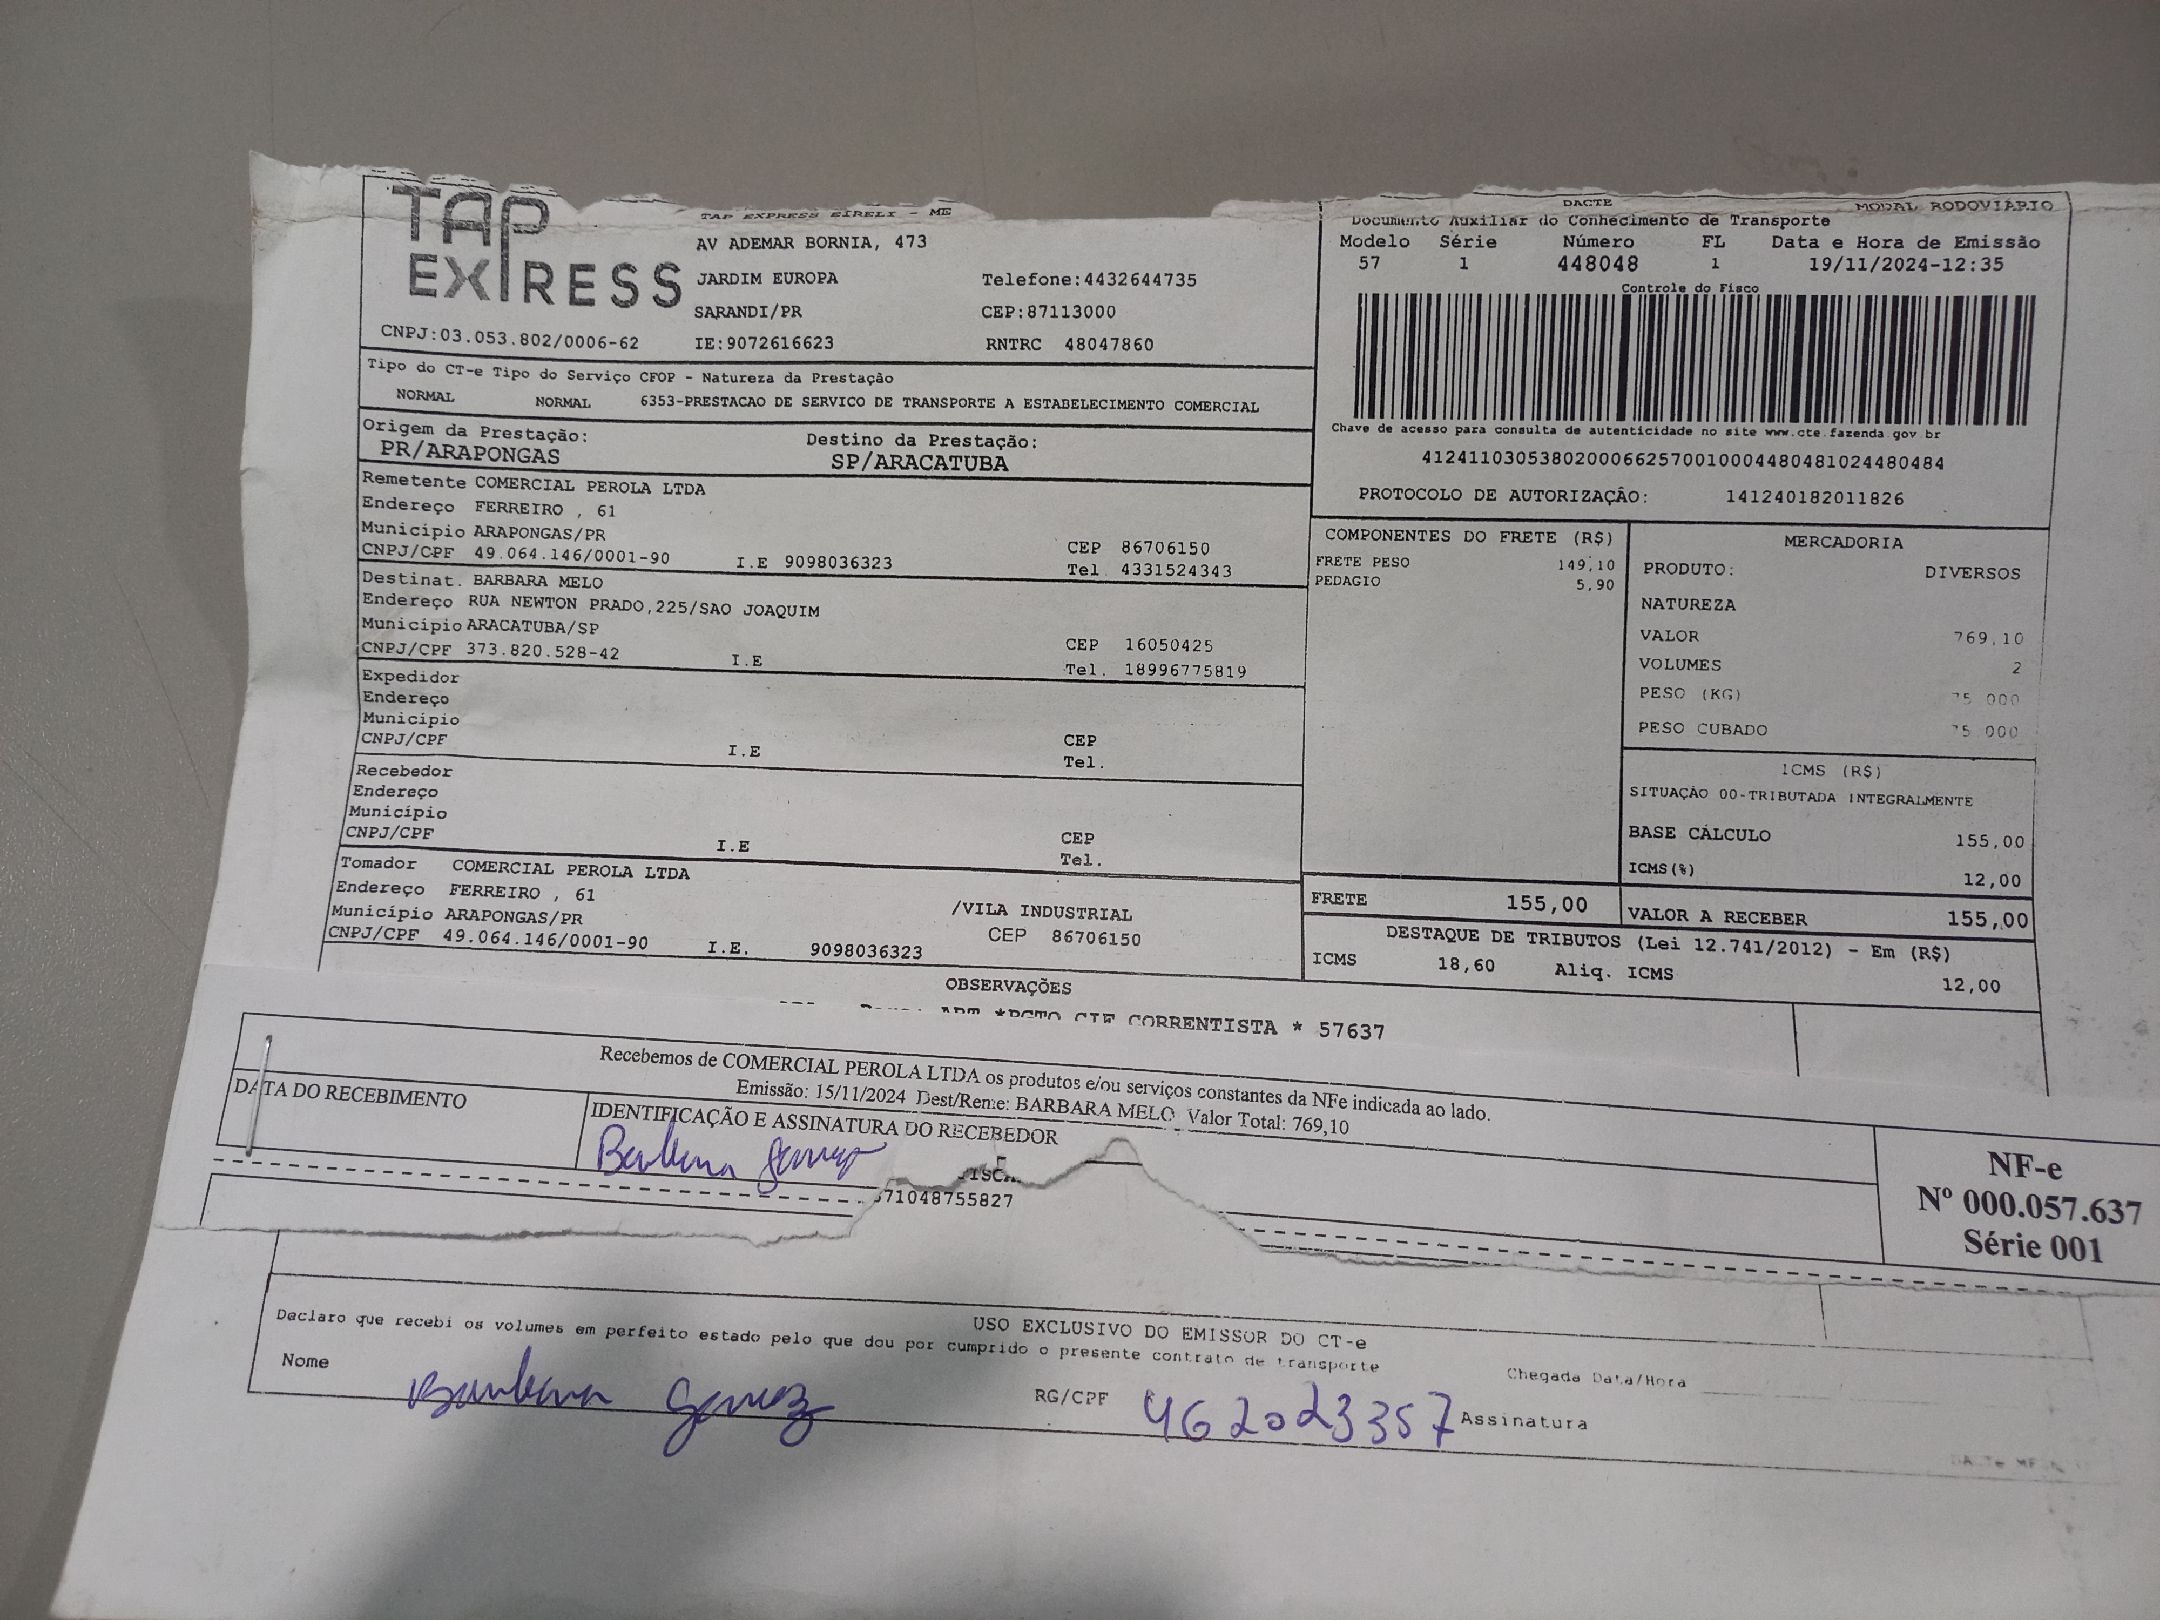 TAP
EXPRESS
TAP EXPRESS EIRELI - ME
AV ADEMAR BORNIA, 473
JARDIM EUROPA Telefone:4432644735
SARANDI/PR CEP:87113000
CNPJ:03.053.802/0006-62 IE:9072616623 RNTRC 48047860
DACTE MODAL RODOVIÁRIO
Documento Auxiliar do Conhecimento de Transporte
Modelo Série Número FL Data e Hora de Emissão
57 1 448048 1 19/11/2024-12:35
Controle do Fisco
Chave de acesso para consulta de autenticidade no site www.cte.fazenda.gov.br
41241103053802000662570010004480481024480484
PROTOCOLO DE AUTORIZAÇÃO: 141240182011826
Tipo do CT-e Tipo do Serviço CFOP - Natureza da Prestação
NORMAL NORMAL 6353-PRESTACAO DE SERVICO DE TRANSPORTE A ESTABELECIMENTO COMERCIAL
Origem da Prestação: Destino da Prestação:
PR/ARAPONGAS SP/ARACATUBA
Remetente COMERCIAL PEROLA LTDA
Endereço FERREIRO , 61
Município ARAPONGAS/PR CEP 86706150
CNPJ/CPF 49.064.146/0001-90 I.E 9098036323 Tel. 4331524343
Destinat. BARBARA MELO
Endereço RUA NEWTON PRADO,225/SAO JOAQUIM
Município ARACATUBA/SP CEP 16050425
CNPJ/CPF 373.820.528-42 I.E Tel. 18996775819
Expedidor
Endereço
Município CEP
CNPJ/CPF I.E Tel.
Recebedor
Endereço
Município CEP
CNPJ/CPF I.E Tel.
Tomador COMERCIAL PEROLA LTDA
Endereço FERREIRO , 61 /VILA INDUSTRIAL
Município ARAPONGAS/PR CEP 86706150
CNPJ/CPF 49.064.146/0001-90 I.E. 9098036323
COMPONENTES DO FRETE (R$)
FRETE PESO 149,10
PEDAGIO 5,90
MERCADORIA
PRODUTO: DIVERSOS
NATUREZA
VALOR 769,10
VOLUMES 2
PESO (KG) 75.000
PESO CUBADO 75.000
ICMS (R$)
SITUAÇÃO 00-TRIBUTADA INTEGRALMENTE
BASE CÁLCULO 155,00
ICMS(%) 12,00
FRETE 155,00 VALOR A RECEBER 155,00
DESTAQUE DE TRIBUTOS (Lei 12.741/2012) - Em (R$)
ICMS 18,60 Aliq. ICMS 12,00
OBSERVAÇÕES
*PGTO CIF CORRENTISTA * 57637
Recebemos de COMERCIAL PEROLA LTDA os produtos e/ou serviços constantes da NFe indicada ao lado.
Emissão: 15/11/2024 Dest/Reme: BARBARA MELO Valor Total: 769,10
DATA DO RECEBIMENTO IDENTIFICAÇÃO E ASSINATURA DO RECEBEDOR
NF-e
Nº 000.057.637
Série 001
71048755827
USO EXCLUSIVO DO EMISSOR DO CT-e
Declaro que recebi os volumes em perfeito estado pelo que dou por cumprido o presente contrato de transporte
Nome RG/CPF 462023357 Assinatura
Chegada Data/Hora